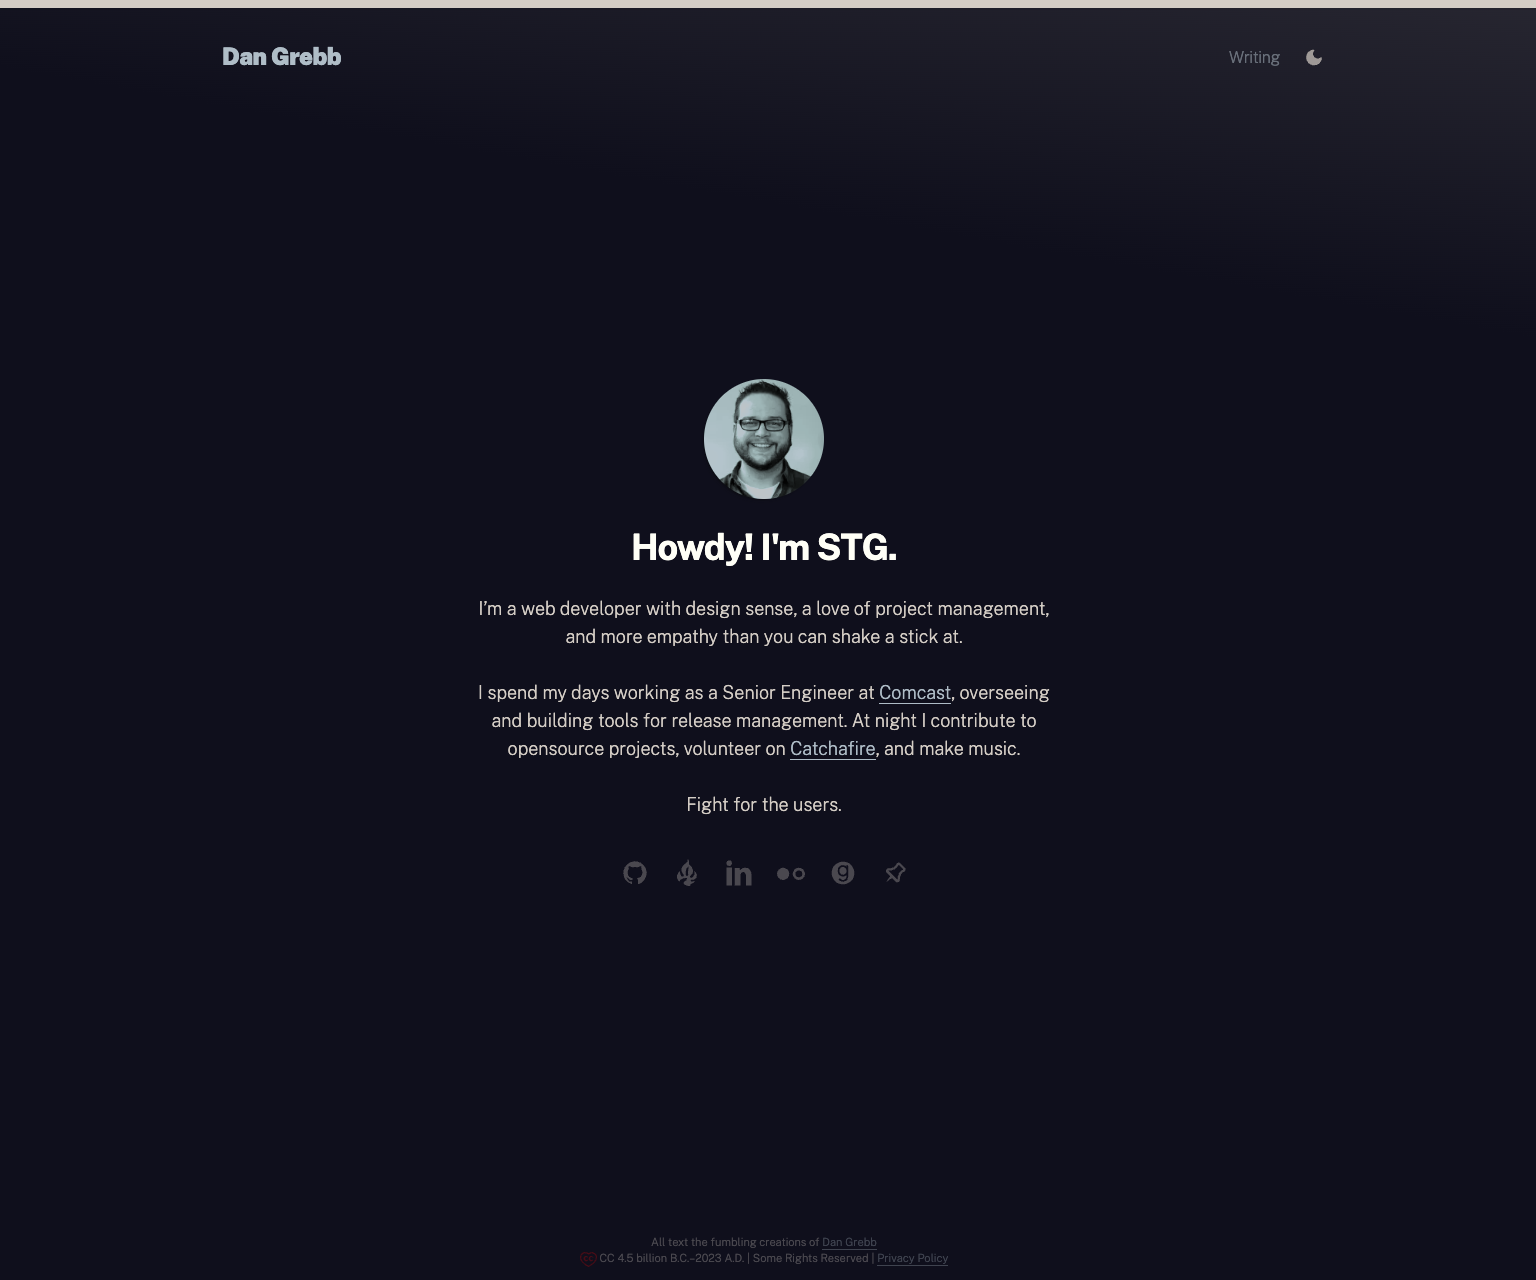 Dan Grebb
Writing
Howdy! I'm STG.
I’m a web developer with design sense, a love of project management,
and more empathy than you can shake a stick at.
I spend my days working as a Senior Engineer at Comcast, overseeing
and building tools for release management. At night I contribute to
opensource projects, volunteer on Catchafire, and make music.
Fight for the users.
All text the fumbling creations of Dan Grebb
CC 4.5 billion B.C.–2023 A.D. | Some Rights Reserved | Privacy Policy